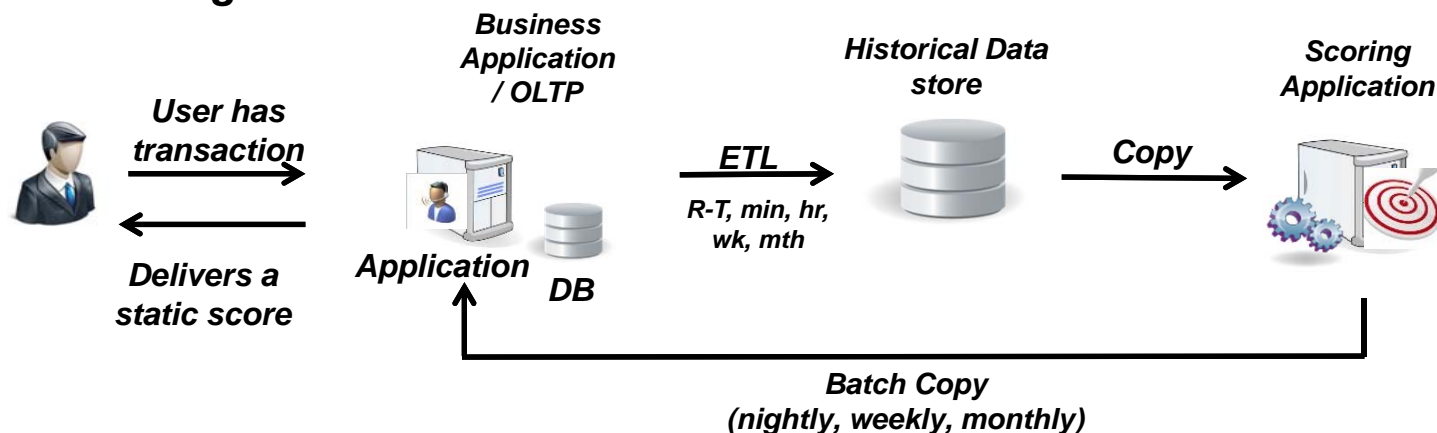 Business
Application
/ OLTP
Historical Data
store
Scoring
Application
User has
transaction
ETL
R-T, min, hr,
wk, mth
Copy
Application
DB
Delivers a
static score
Batch Copy
(nightly, weekly, monthly)